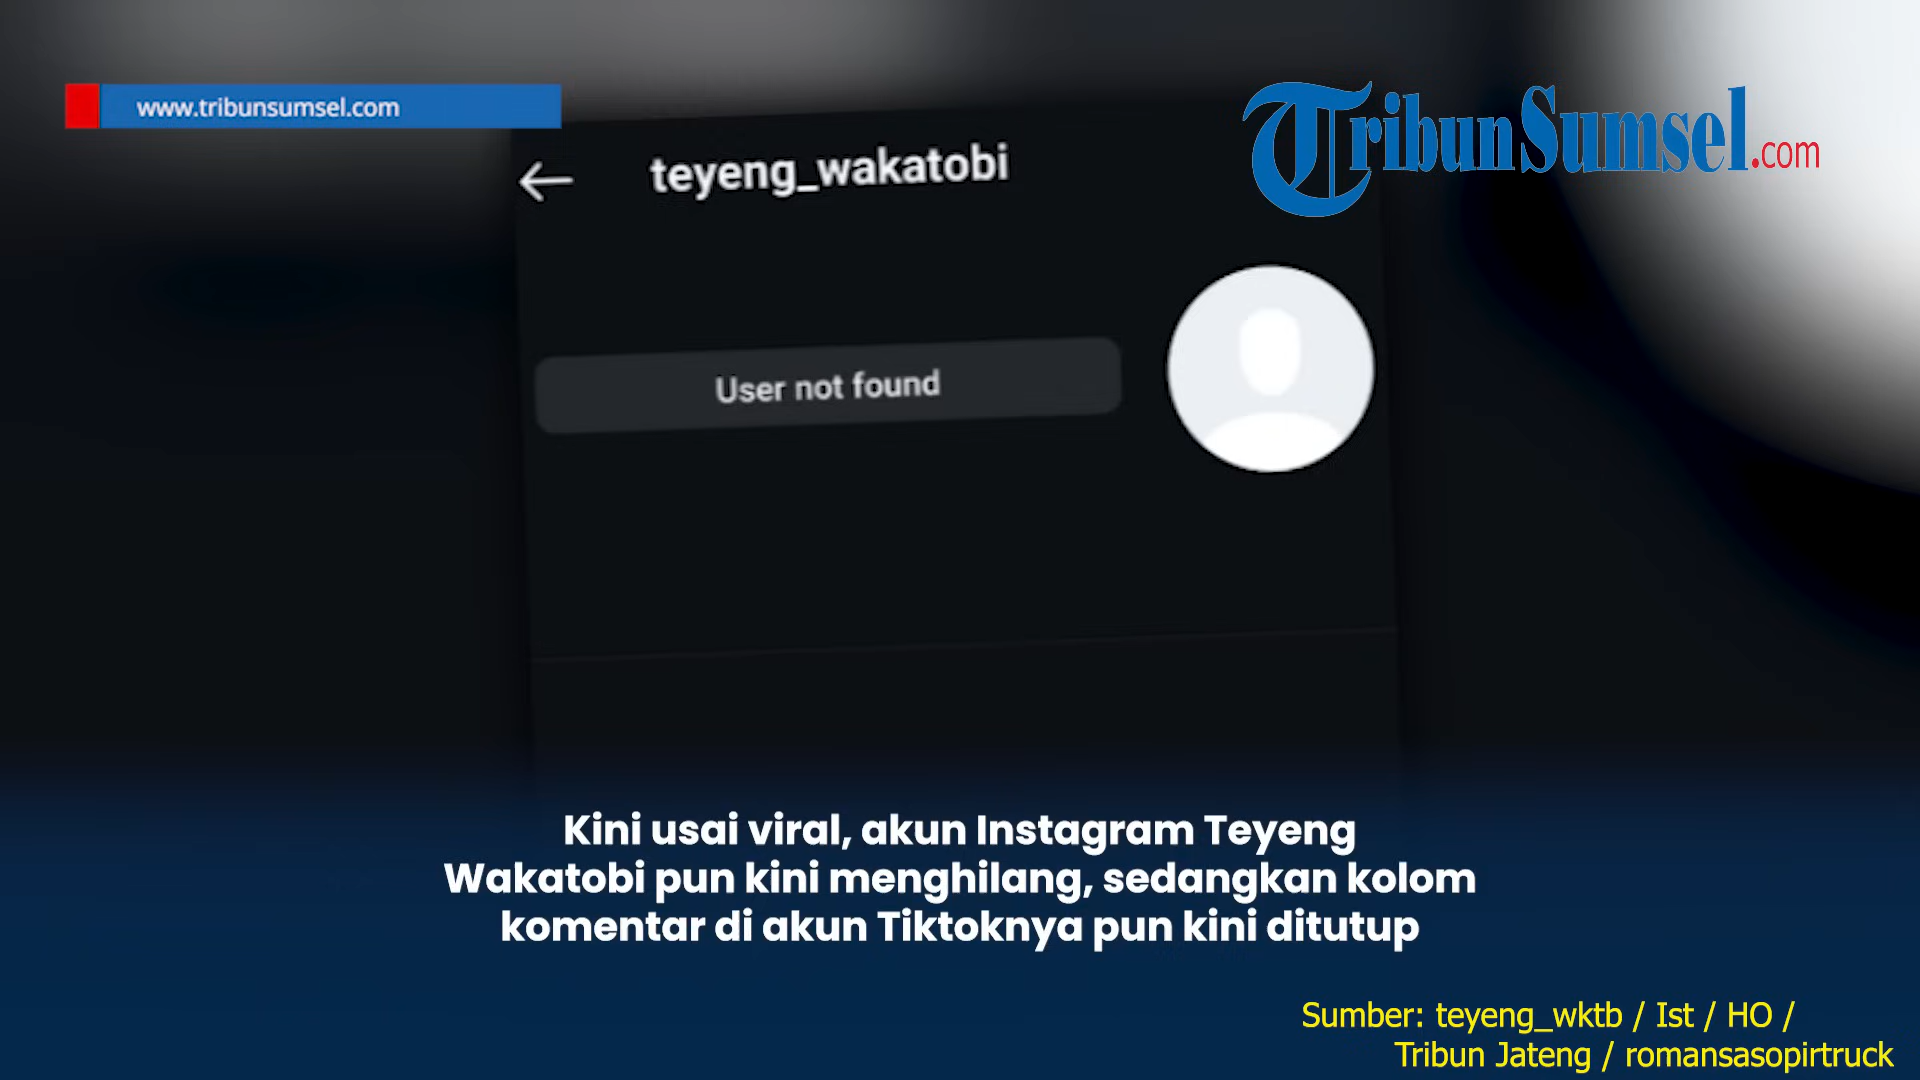 www.tribunsumsel.com
TribunSumsel.com
teyeng_wakatobi
User not found
Kini usai viral, akun Instagram Teyeng
Wakatobi pun kini menghilang, sedangkan kolom
komentar di akun Tiktoknya pun kini ditutup
Sumber: teyeng_wktb / Ist / HO /
Tribun Jateng / romansasopirtruck